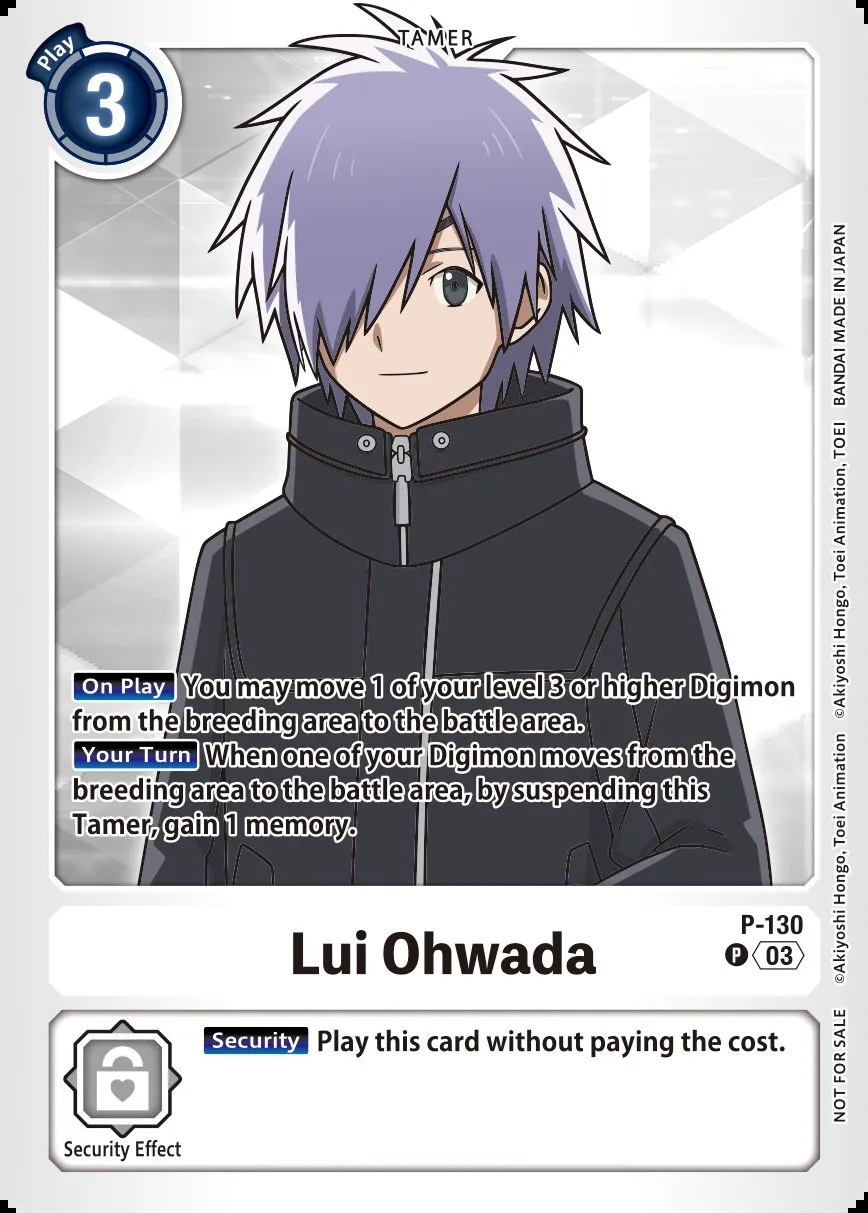 TAMER
Play
3
On Play You may move 1 of your level 3 or higher Digimon
from the breeding area to the battle area.
Your Turn When one of your Digimon moves from the
breeding area to the battle area, by suspending this
Tamer, gain 1 memory.
Lui Ohwada
P-130
P 03
Security Play this card without paying the cost.
Security Effect
©Akiyoshi Hongo, Toei Animation ©Akiyoshi Hongo, Toei Animation, TOEI BANDAI MADE IN JAPAN
NOT FOR SALE